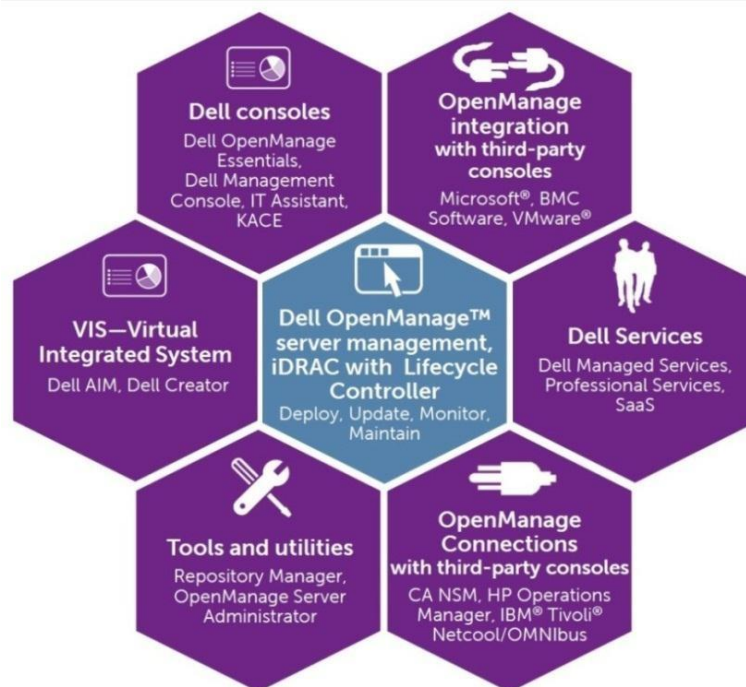 Dell consoles
Dell OpenManage
Essentials,
Dell Management
Console, IT Assistant,
KACE
OpenManage
integration
with third-party
consoles
Microsoft®, BMC
Software, VMware®
VIS—Virtual
Integrated System
Dell AIM, Dell Creator
Dell OpenManage™
server management,
iDRAC with Lifecycle
Controller
Deploy, Update, Monitor,
Maintain
Dell Services
Dell Managed Services,
Professional Services,
SaaS
Tools and utilities
Repository Manager,
OpenManage Server
Administrator
OpenManage
Connections
with third-party consoles
CA NSM, HP Operations
Manager, IBM® Tivoli®
Netcool/OMNIbus